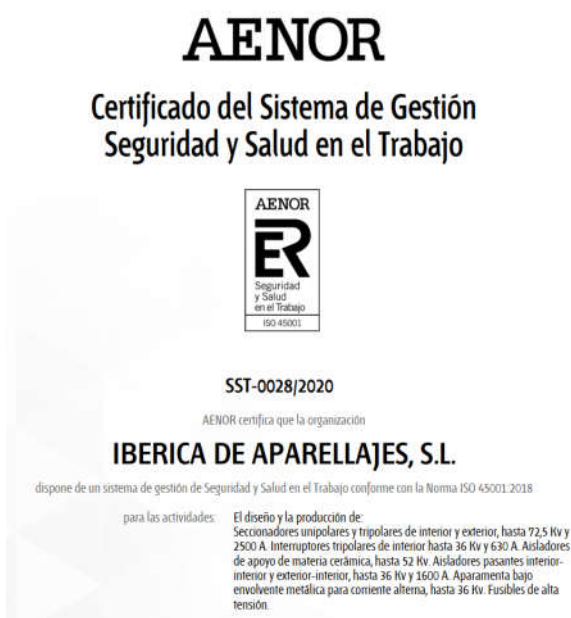 AENOR
Certificado del Sistema de Gestión
Seguridad y Salud en el Trabajo
AENOR
ER
Seguridad
y Salud
en el Trabajo
ISO 45001
SST-0028/2020
AENOR certifica que la organización
IBERICA DE APARELLAJES, S.L.
dispone de un sistema de gestión de Seguridad y Salud en el Trabajo conforme con la Norma ISO 45001:2018
para las actividades: El diseño y la producción de:
Seccionadores unipolares y tripolares de interior y exterior, hasta 72,5 Kv y
2500 A. Interruptores tripolares de interior hasta 36 Kv y 630 A. Aisladores
de apoyo de materia cerámica, hasta 52 Kv. Aisladores pasantes interior-
interior y exterior-interior, hasta 36 Kv y 1600 A. Aparamenta bajo
envolvente metálica para corriente alterna, hasta 36 Kv. Fusibles de alta
tensión.